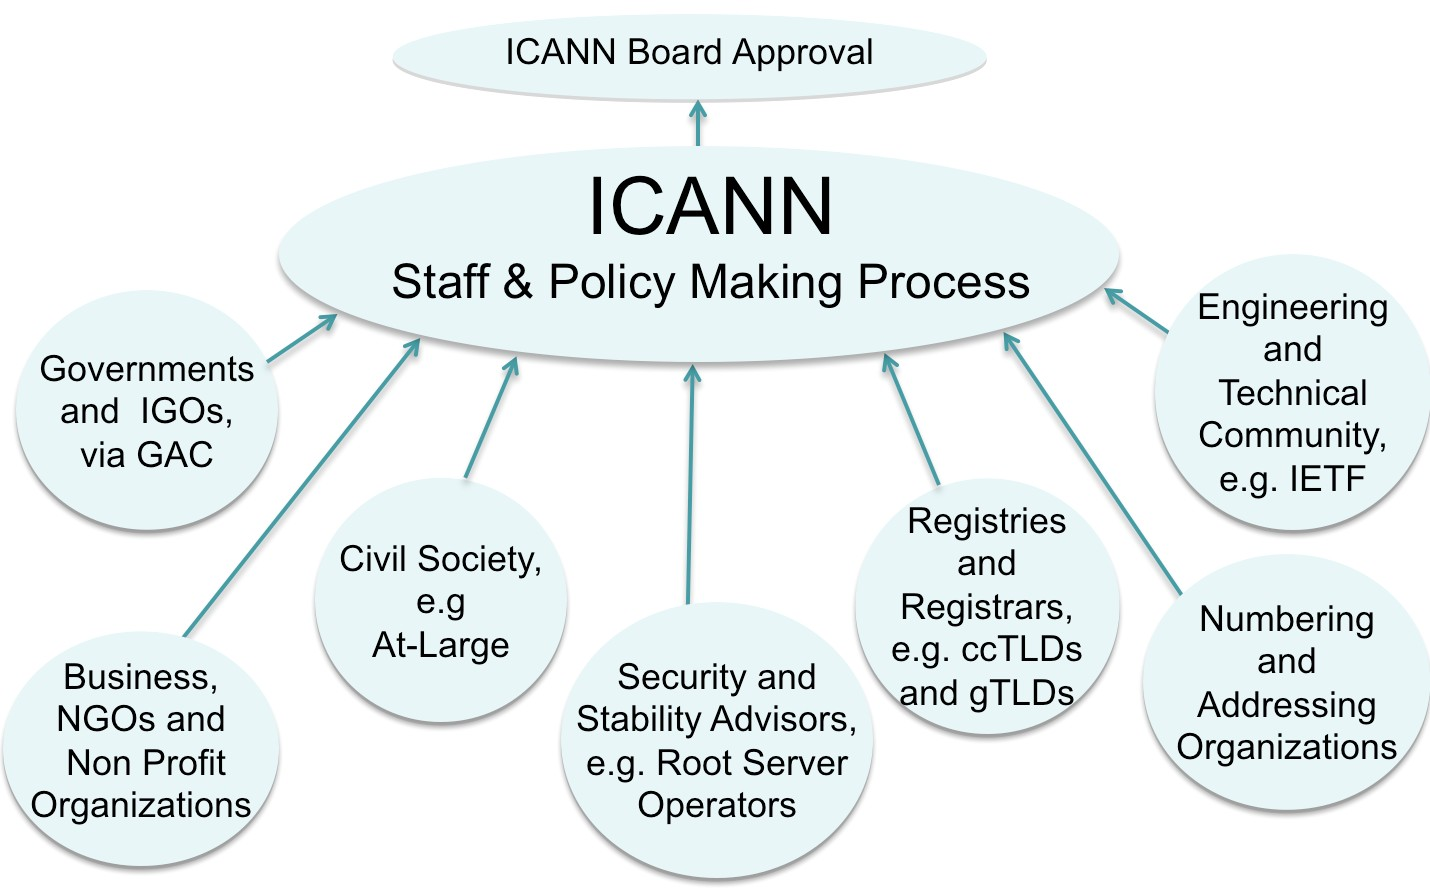 ICANN Board Approval
ICANN
Staff & Policy Making Process
Governments
and IGOs,
via GAC
Business,
NGOs and
Non Profit
Organizations
Civil Society,
e.g
At-Large
Security and
Stability Advisors,
e.g. Root Server
Operators
Registries
and
Registrars,
e.g. ccTLDs
and gTLDs
Engineering
and
Technical
Community,
e.g. IETF
Numbering
and
Addressing
Organizations